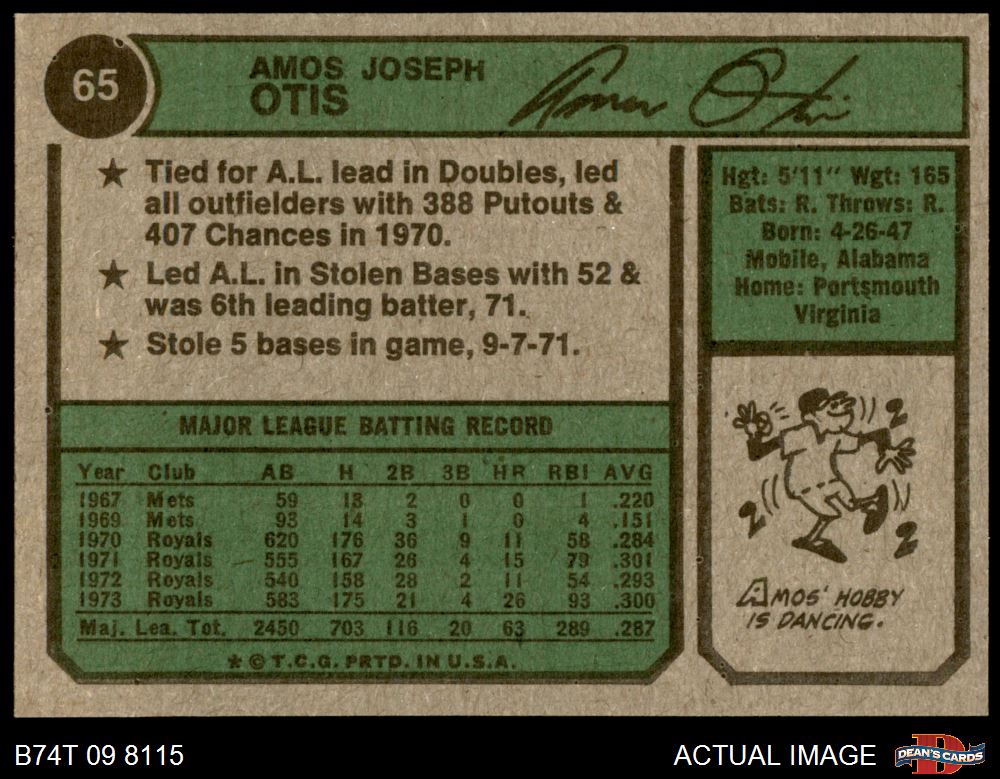 65
AMOS JOSEPH
OTIS
Amos Otis
★ Tied for A.L. lead in Doubles, led
all outfielders with 388 Putouts &
407 Chances in 1970.
★ Led A.L. in Stolen Bases with 52 &
was 6th leading batter, 71.
★ Stole 5 bases in game, 9-7-71.
Hgt: 5'11" Wgt: 165
Bats: R. Throws: R.
Born: 4-26-47
Mobile, Alabama
Home: Portsmouth
Virginia
MAJOR LEAGUE BATTING RECORD
Year Club AB H 2B 3B HR RBI AVG
1967 Mets 59 13 2 0 0 1 .220
1969 Mets 93 14 3 1 0 4 .151
1970 Royals 620 176 36 9 11 58 .284
1971 Royals 555 167 26 4 15 79 .301
1972 Royals 540 158 28 2 11 54 .293
1973 Royals 583 175 21 4 26 93 .300
Maj. Lea. Tot. 2450 703 116 20 63 289 .287
★ © T.C.G. PRTD. IN U.S.A.
AMOS' HOBBY
IS DANCING.
B74T 09 8115
ACTUAL IMAGE
DEAN'S CARDS